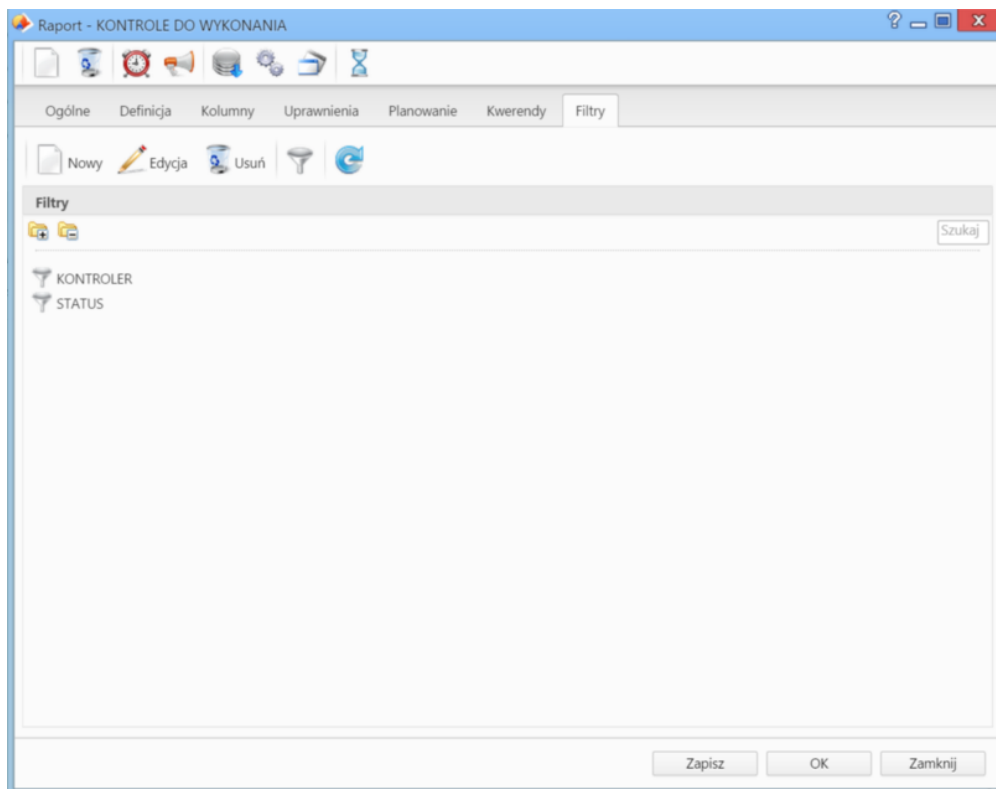 Raport - KONTROLE DO WYKONANIA
Ogólne Definicja Kolumny Uprawnienia Planowanie Kwerendy Filtry
Nowy Edycja Usuń
Filtry
Szukaj
KONTROLER
STATUS
Zapisz OK Zamknij